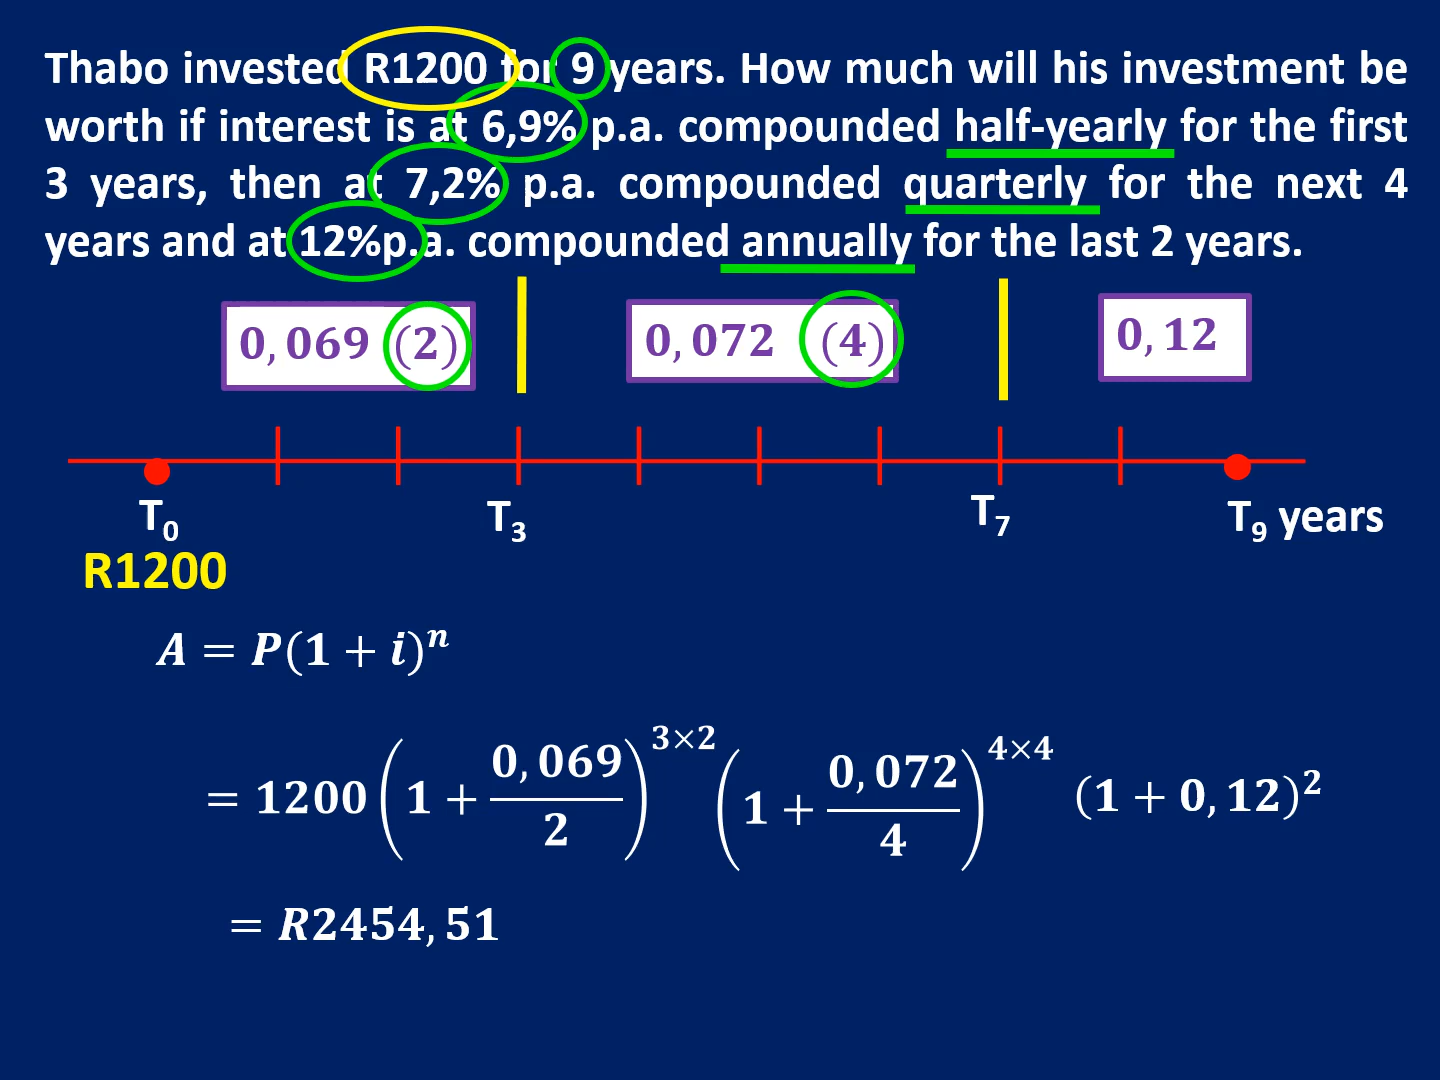 Thabo invested R1200 for 9 years. How much will his investment be
worth if interest is at 6,9% p.a. compounded half-yearly for the first
3 years, then at 7,2% p.a. compounded quarterly for the next 4
years and at 12%p.a. compounded annually for the last 2 years.
0,069 (2) 0,072 (4) 0,12
T₀ T₃ T₇ T₉ years
R1200
A = P(1 + i)ⁿ
= 1200 (1 + 0,069/2)^(3×2) (1 + 0,072/4)^(4×4) (1 + 0,12)²
= R2454,51